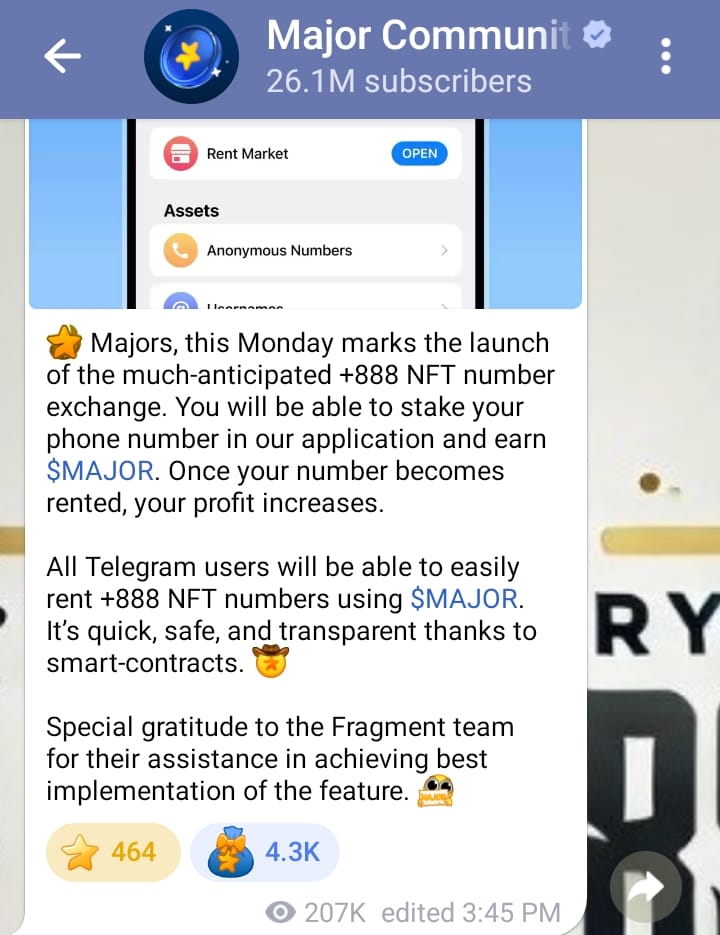 Major Communit
26.1M subscribers
Rent Market
OPEN
Assets
Anonymous Numbers
Usernames
Majors, this Monday marks the launch
of the much-anticipated +888 NFT number
exchange. You will be able to stake your
phone number in our application and earn
$MAJOR. Once your number becomes
rented, your profit increases.
All Telegram users will be able to easily
rent +888 NFT numbers using $MAJOR.
It's quick, safe, and transparent thanks to
smart-contracts.
Special gratitude to the Fragment team
for their assistance in achieving best
implementation of the feature.
464
4.3K
207K edited 3:45 PM
RY